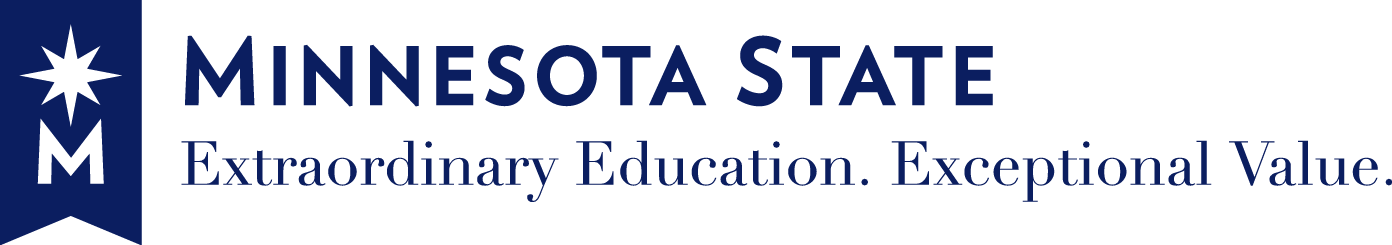 M
MINNESOTA STATE
Extraordinary Education. Exceptional Value.